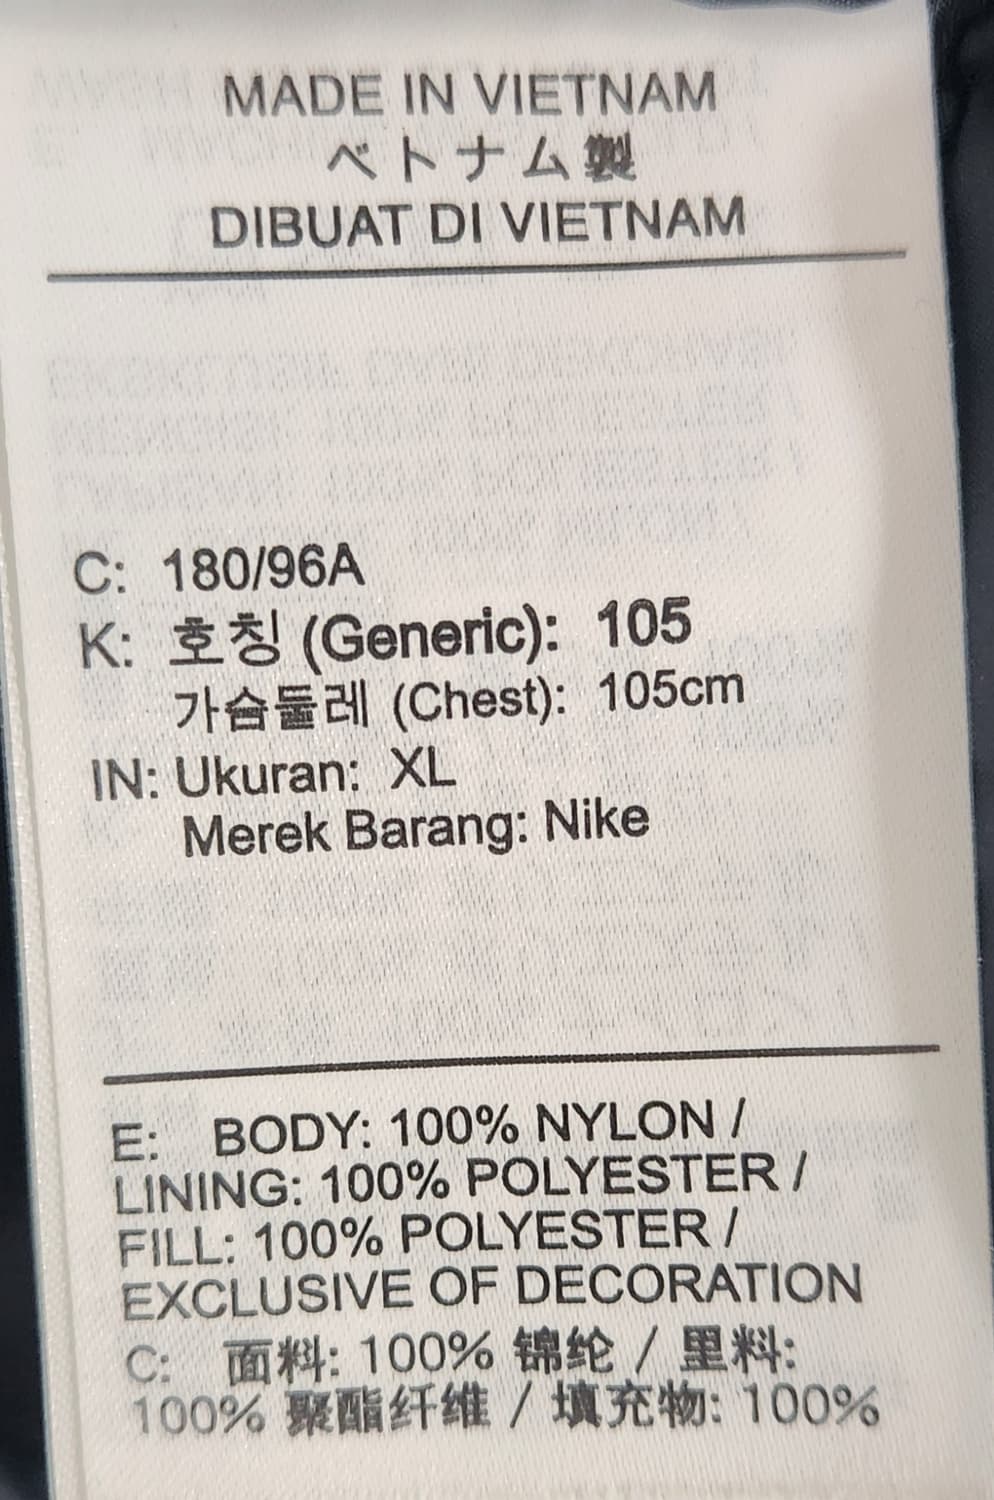 MADE IN VIETNAM
ベトナム製
DIBUAT DI VIETNAM
C: 180/96A
K: 호칭 (Generic): 105
가슴둘레 (Chest): 105cm
IN: Ukuran: XL
Merek Barang: Nike
E: BODY: 100% NYLON /
LINING: 100% POLYESTER /
FILL: 100% POLYESTER /
EXCLUSIVE OF DECORATION
C: 面料: 100% 锦纶 / 里料:
100% 聚酯纤维 / 填充物: 100%